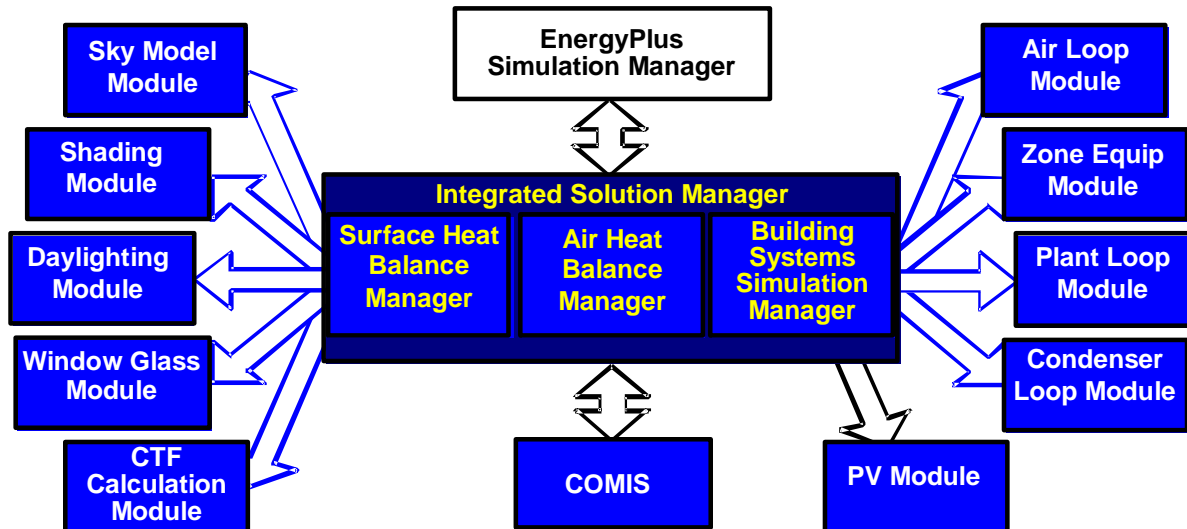 EnergyPlus
Simulation Manager
Sky Model
Module
Shading
Module
Daylighting
Module
Window Glass
Module
CTF
Calculation
Module
Integrated Solution Manager
Surface Heat
Balance
Manager
Air Heat
Balance
Manager
Building
Systems
Simulation
Manager
COMIS
PV Module
Air Loop
Module
Zone Equip
Module
Plant Loop
Module
Condenser
Loop Module